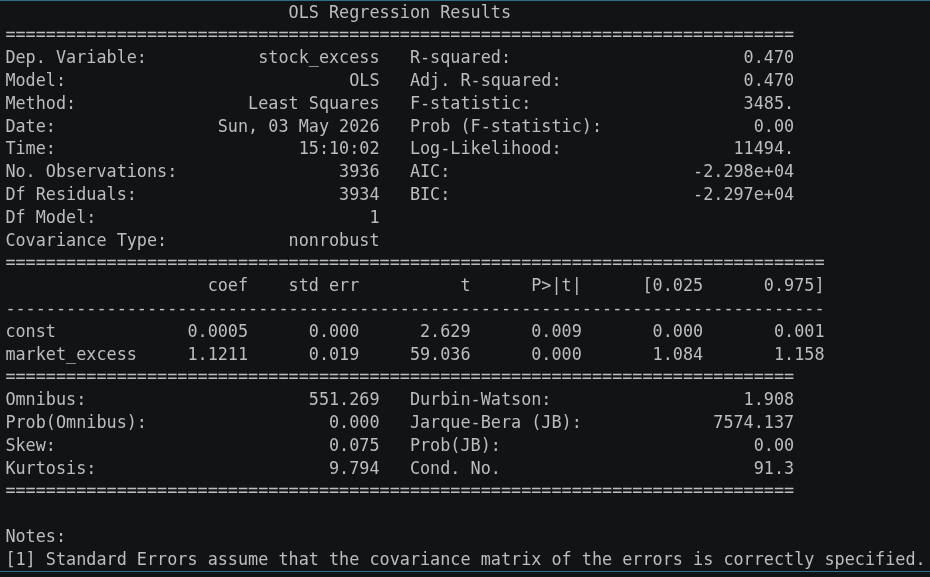 OLS Regression Results
==============================================================================
Dep. Variable:           stock_excess   R-squared:                       0.470
Model:                            OLS   Adj. R-squared:                  0.470
Method:                 Least Squares   F-statistic:                     3485.
Date:                Sun, 03 May 2026   Prob (F-statistic):               0.00
Time:                        15:10:02   Log-Likelihood:                 11494.
No. Observations:                3936   AIC:                        -2.298e+04
Df Residuals:                    3934   BIC:                        -2.297e+04
Df Model:                           1
Covariance Type:            nonrobust
=================================================================================
                    coef    std err          t      P>|t|      [0.025      0.975]
---------------------------------------------------------------------------------
const             0.0005      0.000      2.629      0.009       0.000       0.001
market_excess     1.1211      0.019     59.036      0.000       1.084       1.158
==============================================================================
Omnibus:                      551.269   Durbin-Watson:                   1.908
Prob(Omnibus):                  0.000   Jarque-Bera (JB):             7574.137
Skew:                           0.075   Prob(JB):                         0.00
Kurtosis:                       9.794   Cond. No.                         91.3
==============================================================================

Notes:
[1] Standard Errors assume that the covariance matrix of the errors is correctly specified.